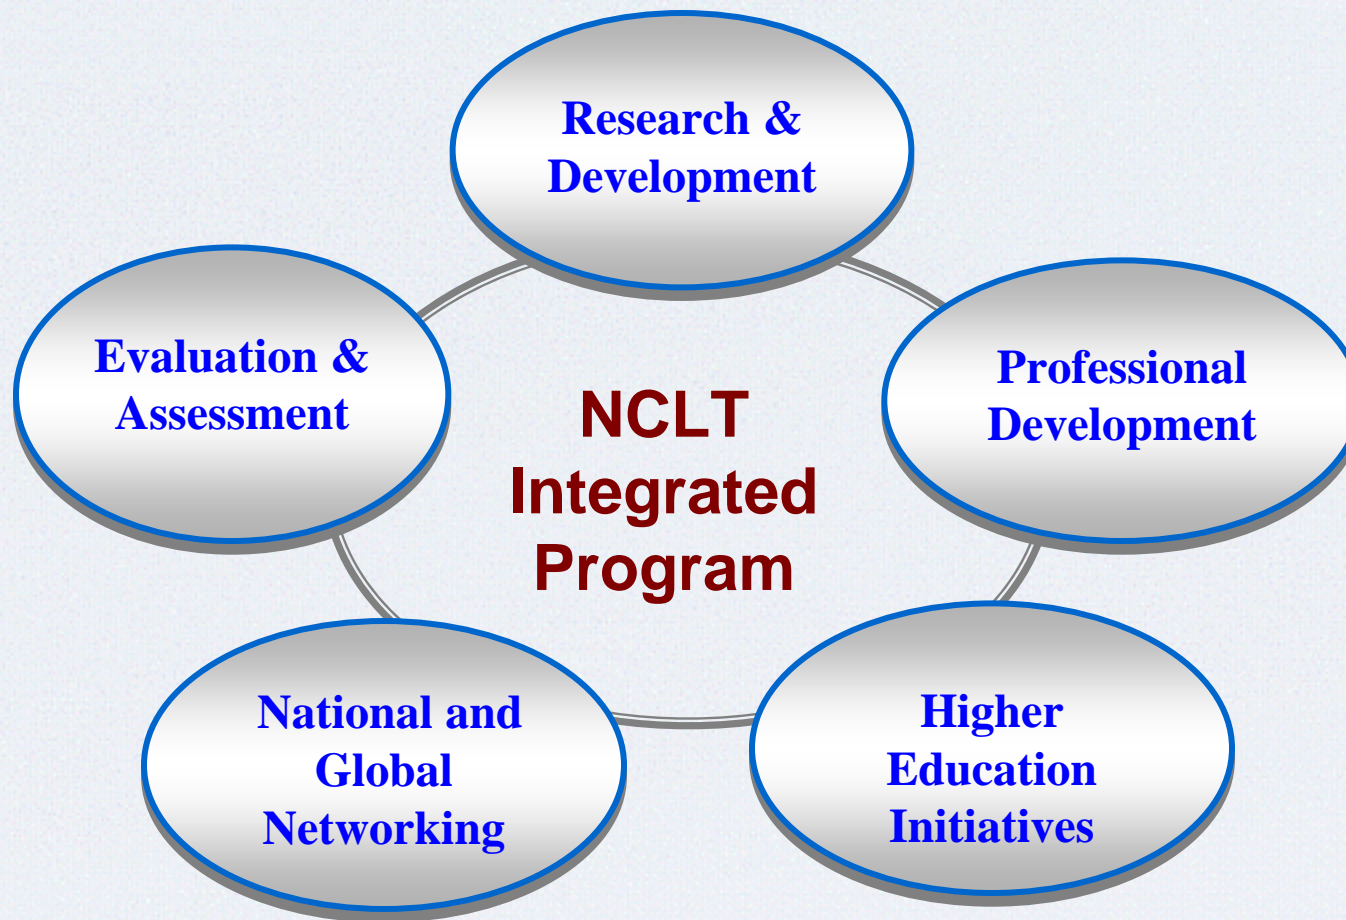 Research &
Development
Evaluation &
Assessment
Professional
Development
NCLT
Integrated
Program
National and
Global
Networking
Higher
Education
Initiatives